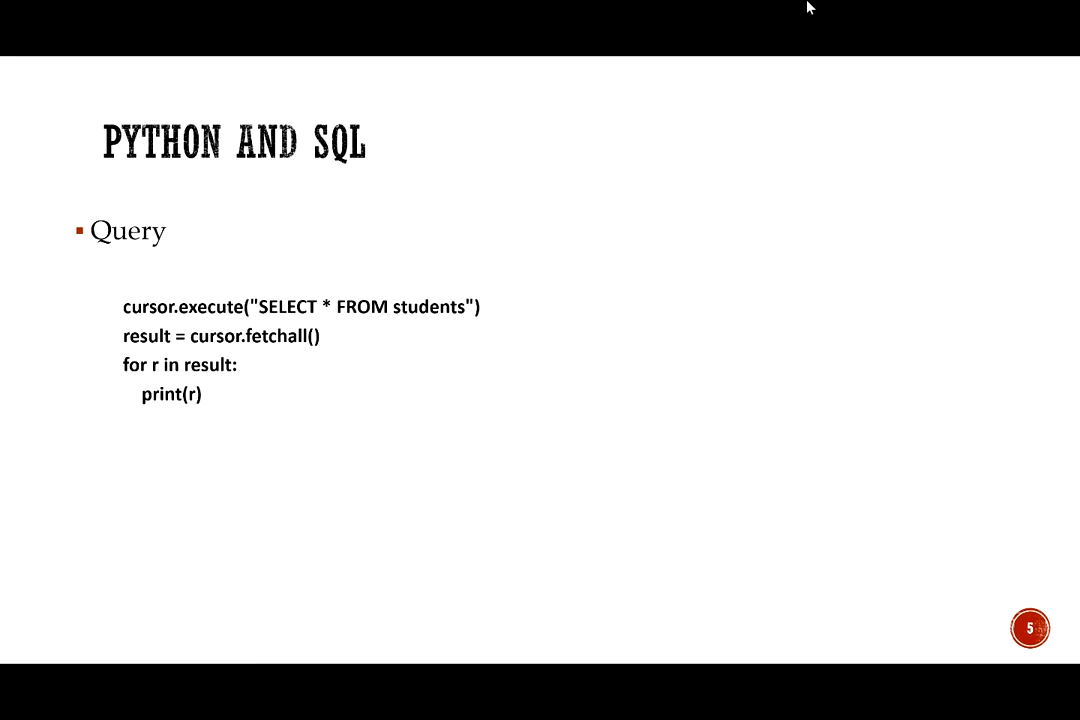 PYTHON AND SQL
▪ Query
cursor.execute("SELECT * FROM students")
result = cursor.fetchall()
for r in result:
    print(r)
5